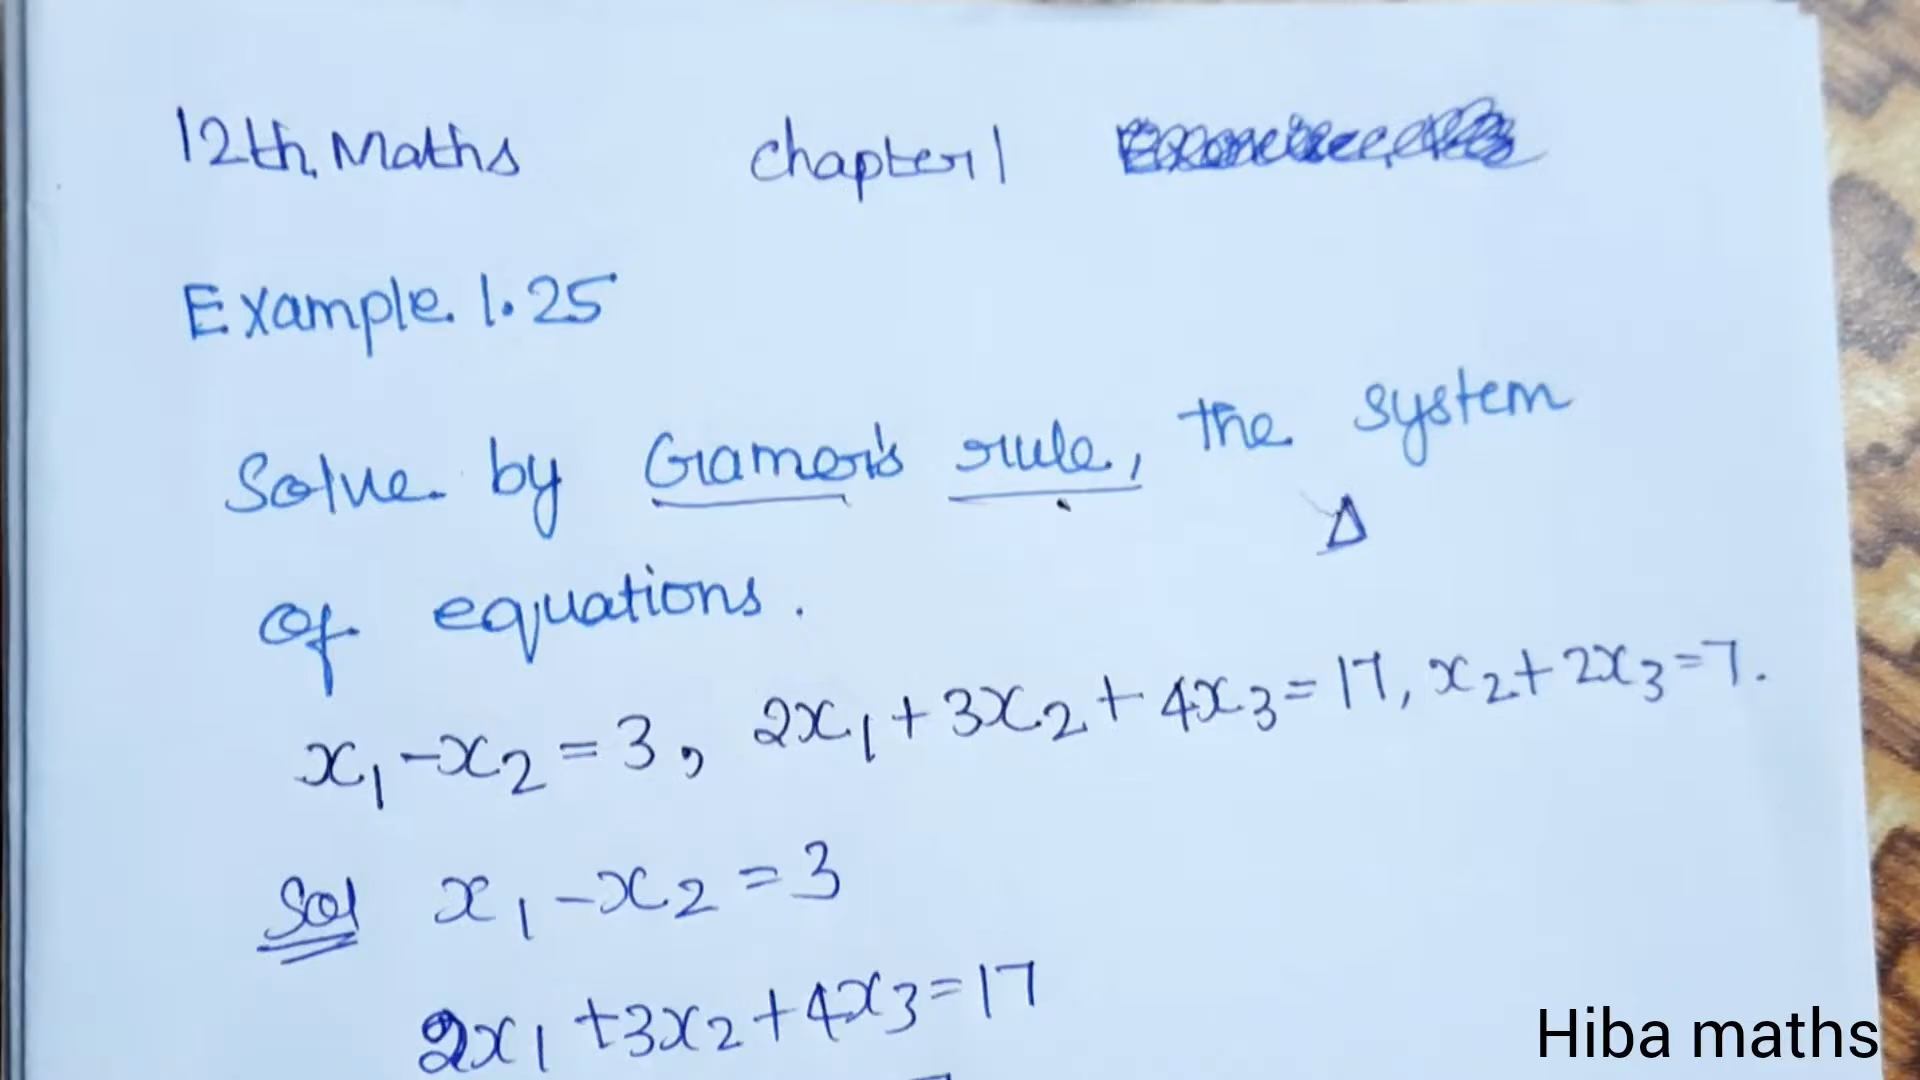 12th Maths chapter 1
Example 1.25
Solve by Cramer's rule, the system
Δ
of equations.
x₁-x₂=3, 2x₁+3x₂+4x₃=17, x₂+2x₃=7.
Sol x₁-x₂=3
2x₁+3x₂+4x₃=17
Hiba maths